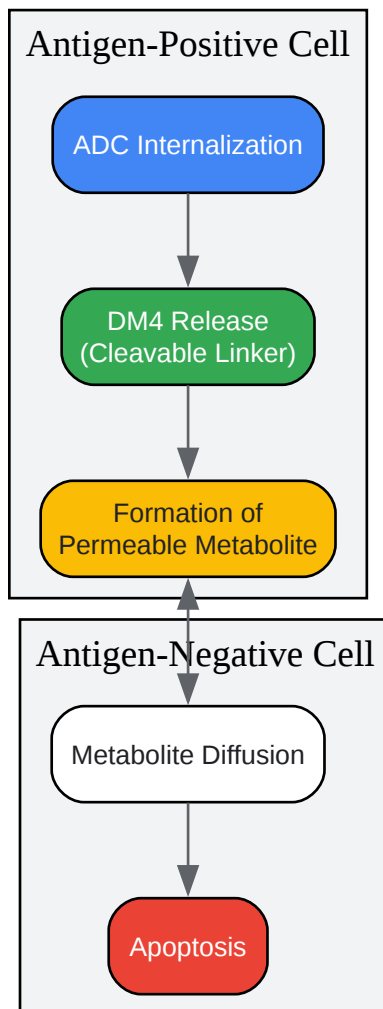 Antigen-Positive Cell
ADC Internalization
DM4 Release
(Cleavable Linker)
Formation of
Permeable Metabolite
Antigen-Negative Cell
Metabolite Diffusion
Apoptosis